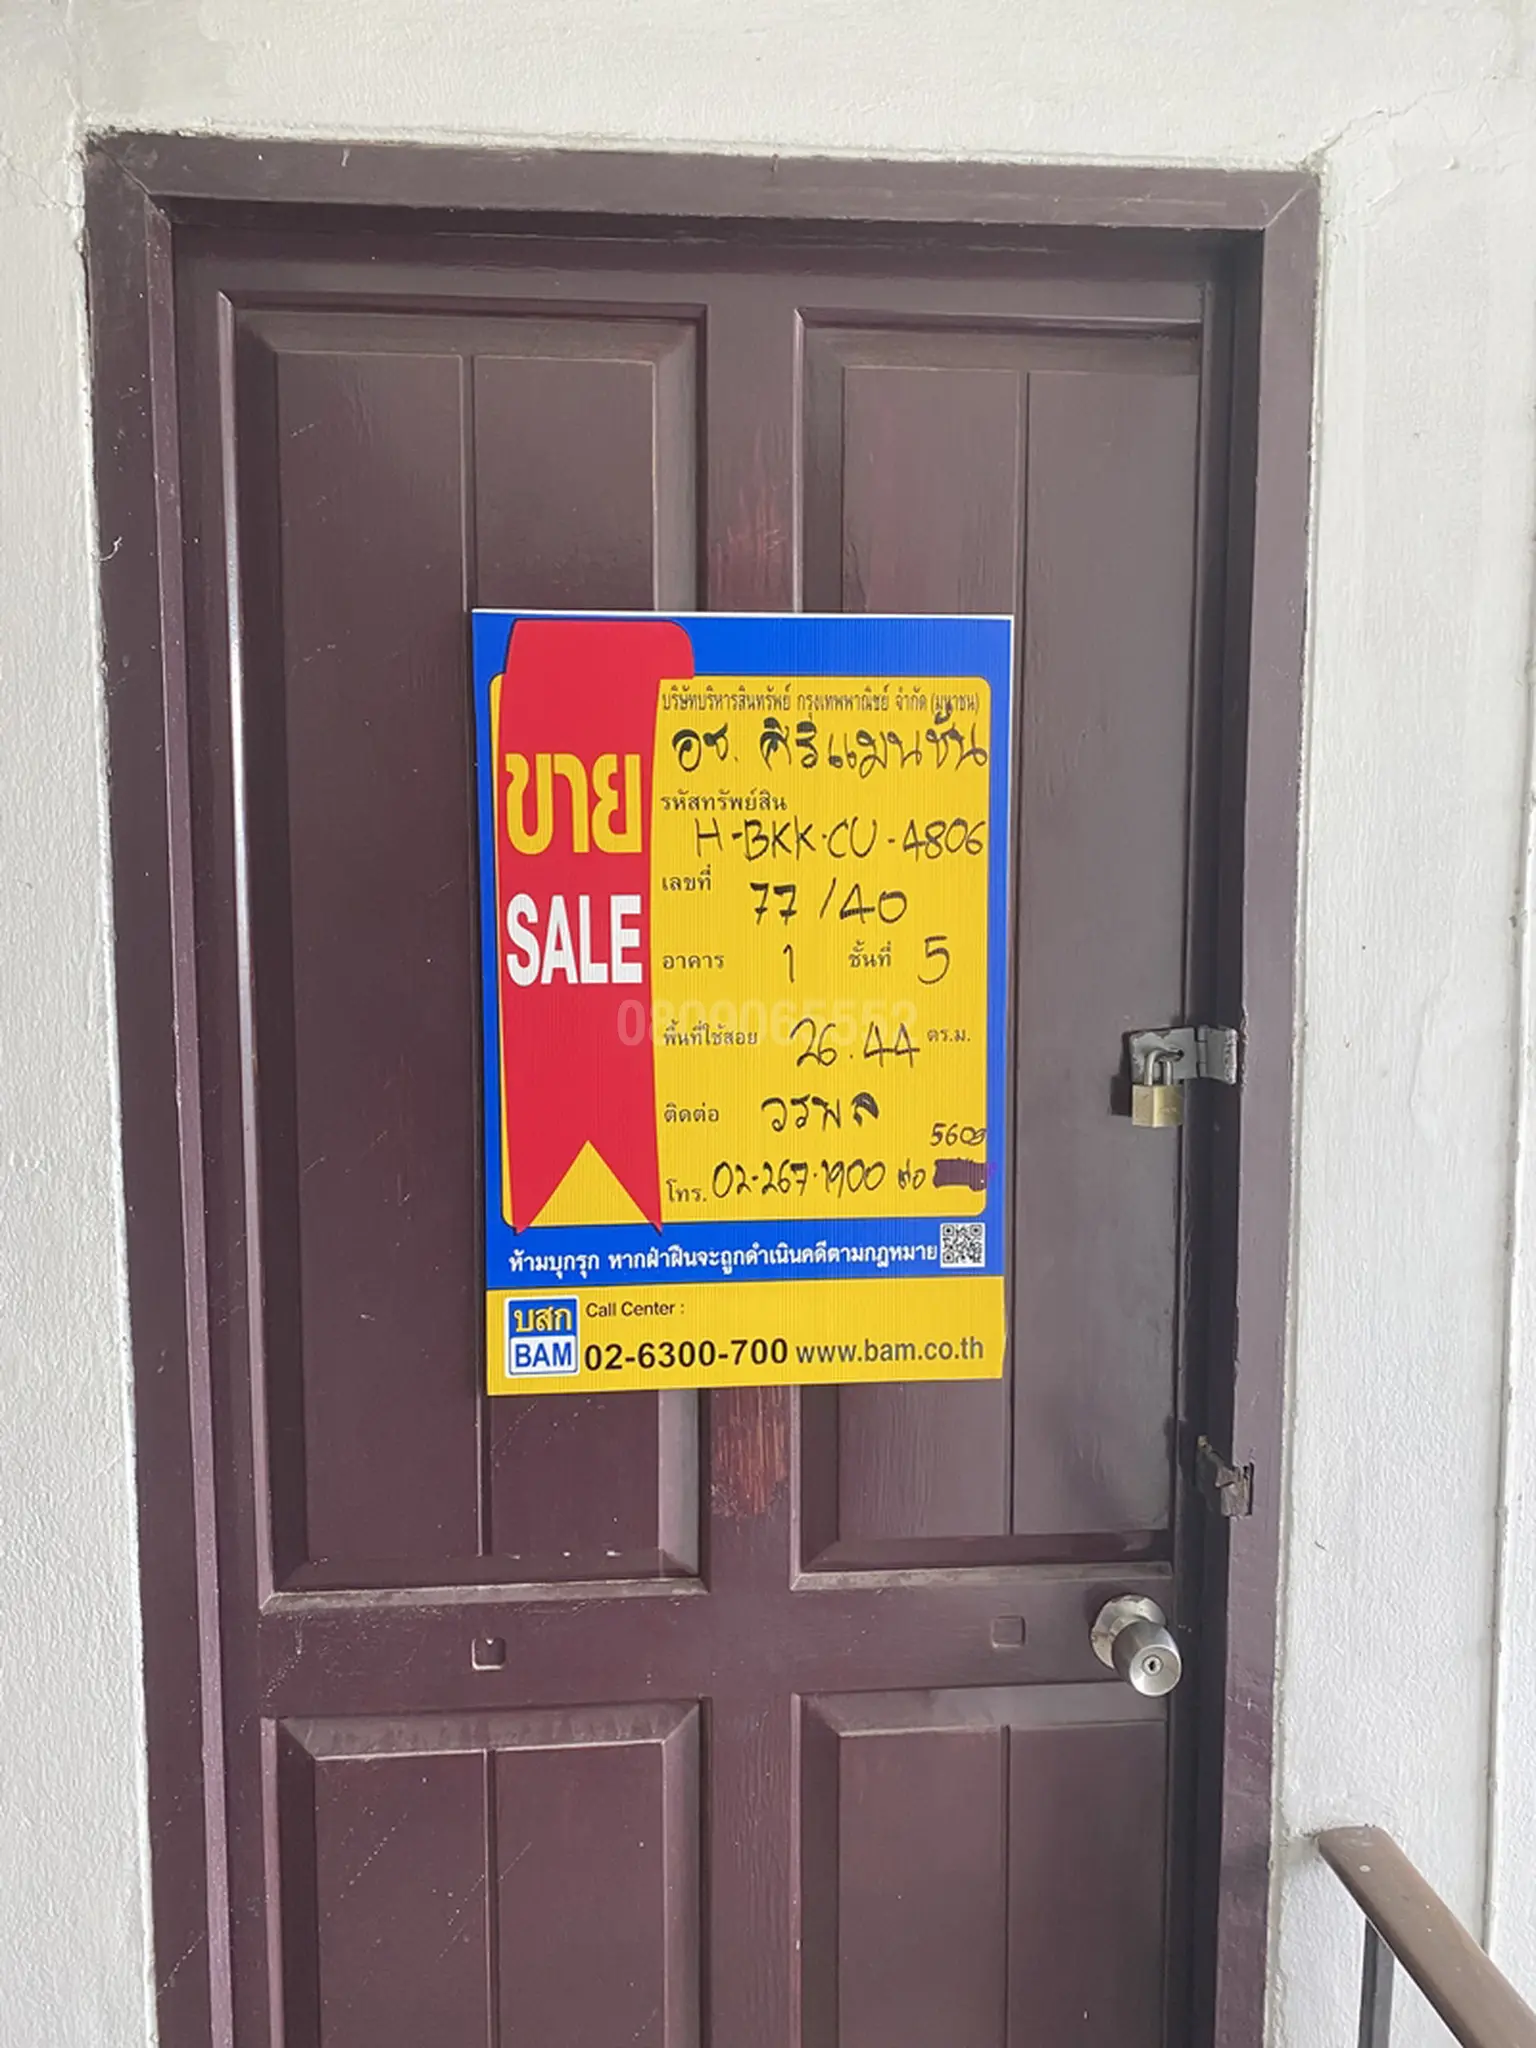 บริษัทบริหารสินทรัพย์ กรุงเทพพาณิชย์ จำกัด (มหาชน)
อช. ศิริแมนชั่น
ขาย
SALE
รหัสทรัพย์สิน
H-BKK-CU-4806
เลขที่ 77/40
อาคาร 1 ชั้นที่ 5
0809065552
พื้นที่ใช้สอย 26.44 ตร.ม.
ติดต่อ วรพล
5609
โทร. 02-267-1900 ต่อ
ห้ามบุกรุก หากฝ่าฝืนจะถูกดำเนินคดีตามกฎหมาย
บสก
BAM
Call Center :
02-6300-700 www.bam.co.th